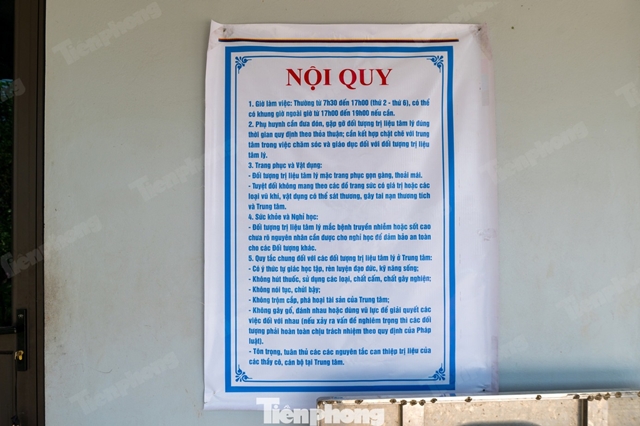 NỘI QUY
1. Giờ làm việc: Thường từ 7h30 đến 17h00 (thứ 2 - thứ 6), có thể
có khung giờ ngoài giờ từ 17h00 đến 19h00 nếu cần.
2. Phụ huynh cần đưa đón, gặp gỡ đối tượng trị liệu tâm lý đúng
thời gian quy định theo thỏa thuận; cần kết hợp chặt chẽ với trung
tâm trong việc chăm sóc và giáo dục đối với đối tượng trị liệu
tâm lý.
3. Trang phục và Vật dụng:
- Đối tượng trị liệu tâm lý mặc trang phục gọn gàng, thoải mái.
- Tuyệt đối không mang theo các đồ trang sức có giá trị hoặc các
loại vũ khí, vật dụng có thể sát thương, gây tai nạn thương tích
và Trung tâm.
4. Sức khỏe và Nghỉ học:
- Đối tượng trị liệu tâm lý mắc bệnh truyền nhiễm hoặc sốt cao
chưa rõ nguyên nhân cần được cho nghỉ học để đảm bảo an toàn
cho các Đối tượng khác.
5. Quy tắc chung đối với các đối tượng trị liệu tâm lý ở Trung tâm:
- Có ý thức tự giác học tập, rèn luyện đạo đức, kỹ năng sống;
- Không hút thuốc, sử dụng các loại, chất cấm, chất gây nghiện;
- Không nói tục, chửi bậy;
- Không trộm cắp, phá hoại tài sản của Trung tâm;
- Không gây gổ, đánh nhau hoặc dùng vũ lực để giải quyết các
việc đối với nhau (nếu xảy ra vấn đề nghiêm trọng thì các đối
tượng phải hoàn toàn chịu trách nhiệm theo quy định của Pháp
luật).
- Tôn trọng, tuân thủ các các nguyên tắc can thiệp trị liệu của
các thầy cô, cán bộ tại Trung tâm.
Tiền phong